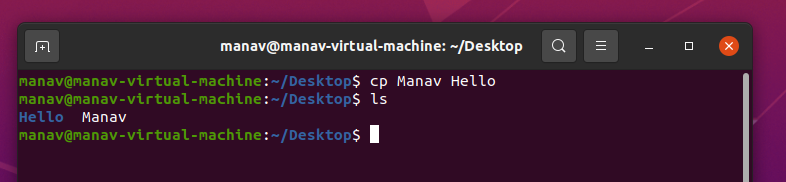 manav@manav-virtual-machine: ~/Desktop
manav@manav-virtual-machine:~/Desktop$ cp Manav Hello
manav@manav-virtual-machine:~/Desktop$ ls
Hello  Manav
manav@manav-virtual-machine:~/Desktop$